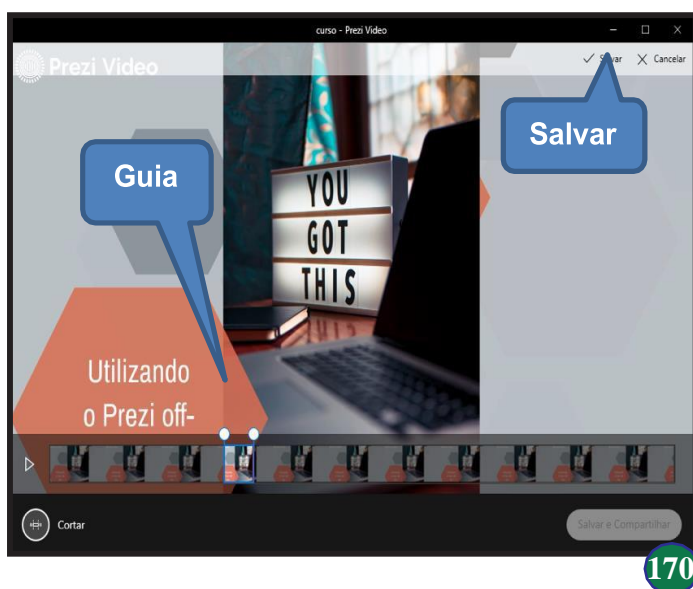 curso - Prezi Video
Prezi Video
Salvar
Cancelar
Salvar
Guia
YOU
GOT
THIS
Utilizando
o Prezi off-
Cortar
Salvar e Compartilhar
170